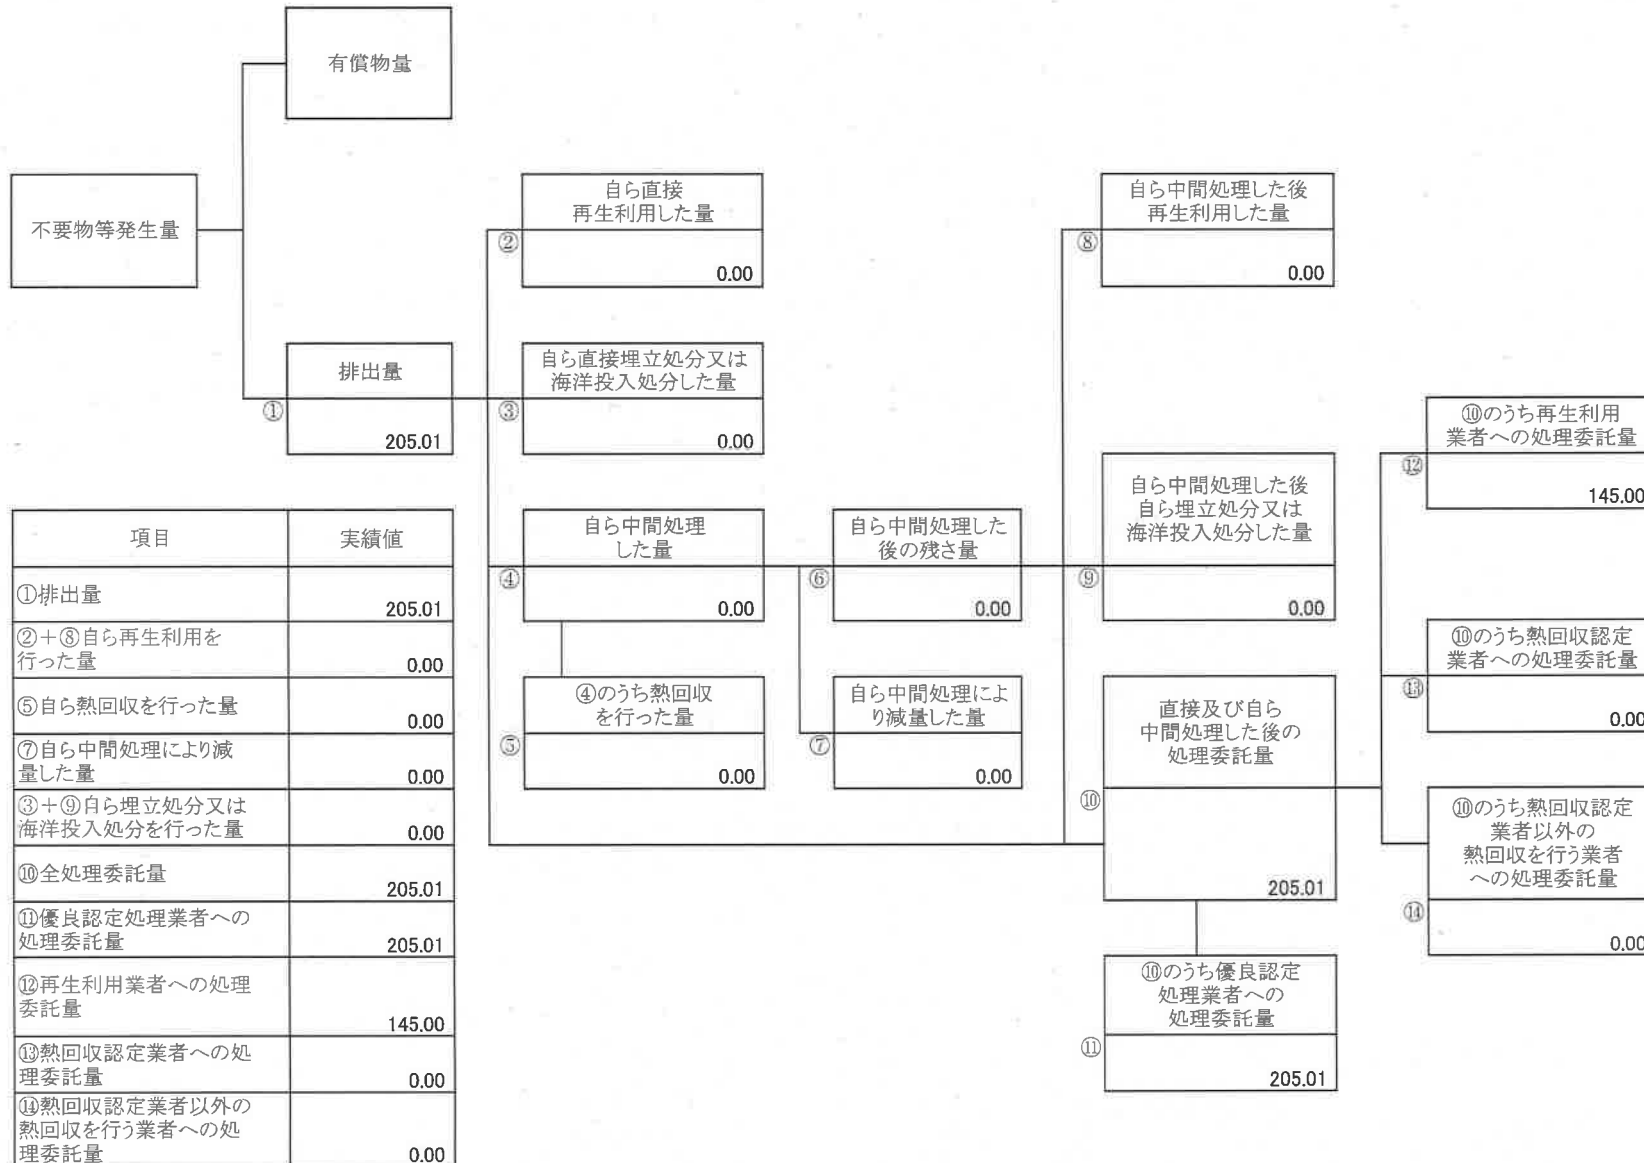 有償物量
不要物等発生量
自ら直接
再生利用した量
②
0.00
自ら中間処理した後
再生利用した量
⑧
0.00
排出量
①
205.01
自ら直接埋立処分又は
海洋投入処分した量
③
0.00
⑩のうち再生利用
業者への処理委託量
⑫
145.00
自ら中間処理
した量
④
0.00
自ら中間処理した
後の残さ量
⑥
0.00
自ら中間処理した後
自ら埋立処分又は
海洋投入処分した量
⑨
0.00
⑩のうち熱回収認定
業者への処理委託量
⑬
0.00
④のうち熱回収
を行った量
⑤
0.00
自ら中間処理によ
り減量した量
⑦
0.00
直接及び自ら
中間処理した後の
処理委託量
⑩
205.01
⑩のうち熱回収認定
業者以外の
熱回収を行う業者
への処理委託量
⑭
0.00
⑩のうち優良認定
処理業者への
処理委託量
⑪
205.01
項目 実績値
①排出量 205.01
②+⑧自ら再生利用を
行った量 0.00
⑤自ら熱回収を行った量 0.00
⑦自ら中間処理により減
量した量 0.00
③+⑨自ら埋立処分又は
海洋投入処分を行った量 0.00
⑩全処理委託量 205.01
⑪優良認定処理業者への
処理委託量 205.01
⑫再生利用業者への処理
委託量 145.00
⑬熱回収認定業者への処
理委託量 0.00
⑭熱回収認定業者以外の
熱回収を行う業者への処
理委託量 0.00